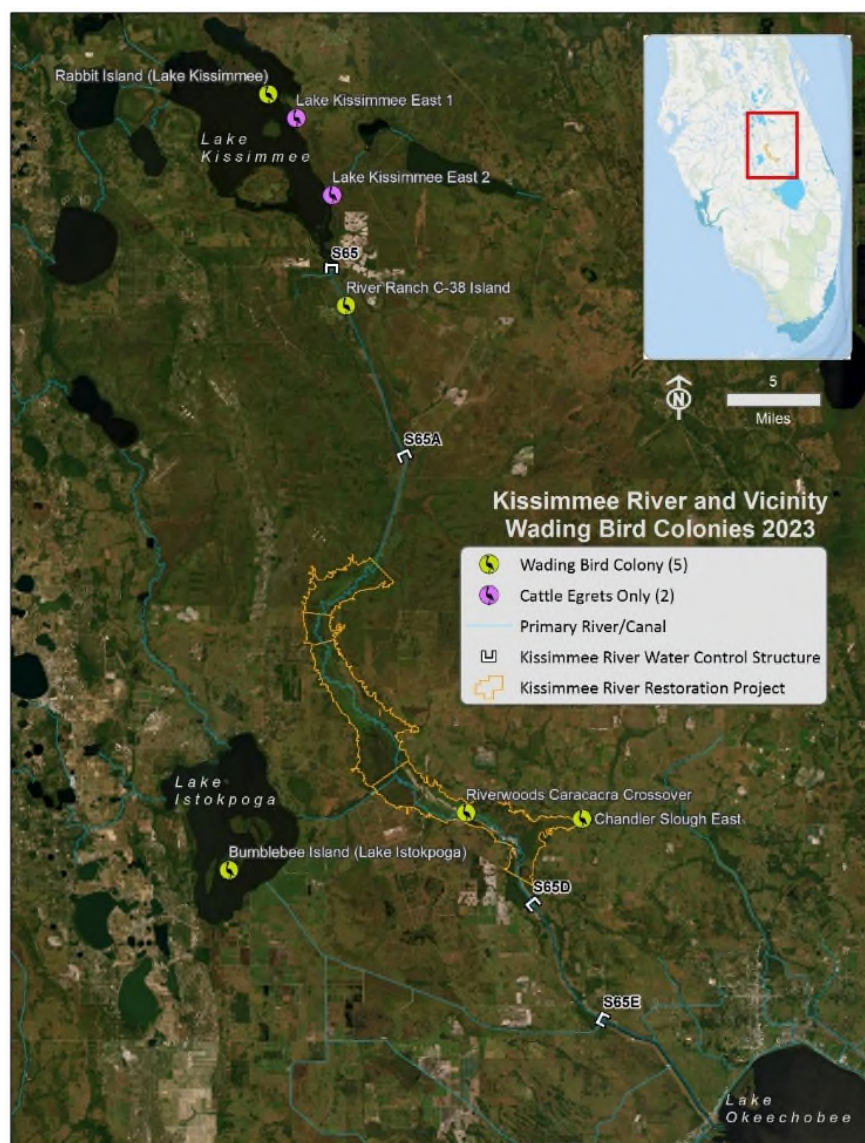 Rabbit Island (Lake Kissimmee)
Lake Kissimmee East 1
Lake
Kissimmee
Lake Kissimmee East 2
S65
River Ranch C-38 Island
N
5
Miles
S65A
Kissimmee River and Vicinity
Wading Bird Colonies 2023
Wading Bird Colony (5)
Cattle Egrets Only (2)
Primary River/Canal
Kissimmee River Water Control Structure
Kissimmee River Restoration Project
Lake
Istokpoga
Riverwoods Caracacra Crossover
Chandler Slough East
Bumblebee Island (Lake Istokpoga)
S65D
S65E
Lake
Okeechobee